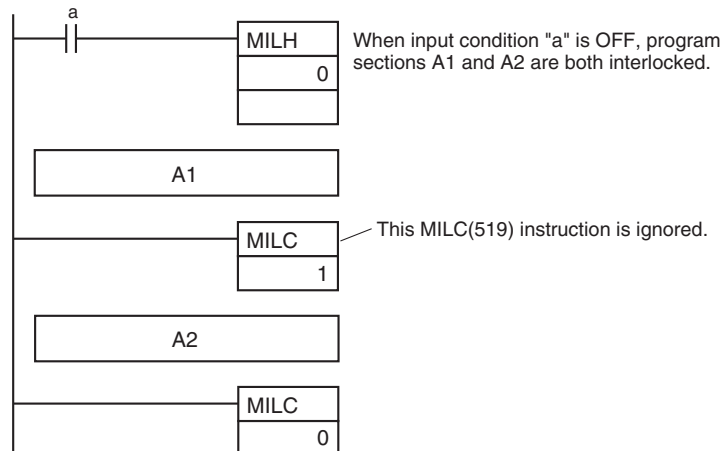 a
MILH
0
When input condition "a" is OFF, program
sections A1 and A2 are both interlocked.
A1
MILC
1
This MILC(519) instruction is ignored.
A2
MILC
0